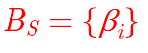 B_S = {β_i}